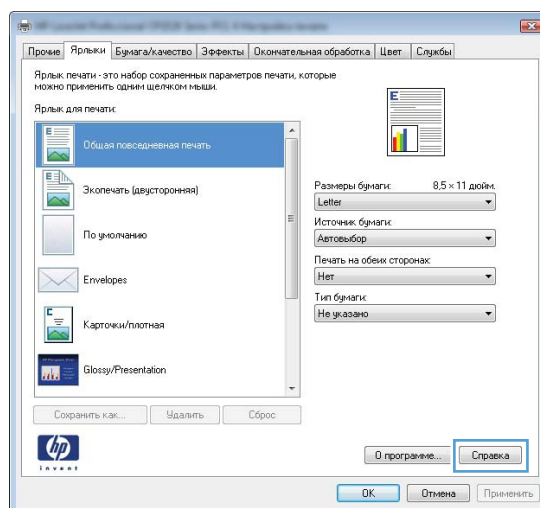 Прочие Ярлыки Бумага/качество Эффекты Окончательная обработка Цвет Службы
Ярлык печати - это набор сохраненных параметров печати, которые
можно применить одним щелчком мыши.
Ярлык для печати:
Общая повседневная печать
Экопечать (двусторонняя)
По умолчанию
Envelopes
Карточки/плотная
Glossy/Presentation
Размеры бумаги: 8,5 × 11 дюйм.
Letter
Источник бумаги:
Автовыбор
Печать на обеих сторонах:
Нет
Тип бумаги:
Не указано
Сохранить как... Удалить Сброс
hp
invent
О программе... Справка
OK Отмена Применить